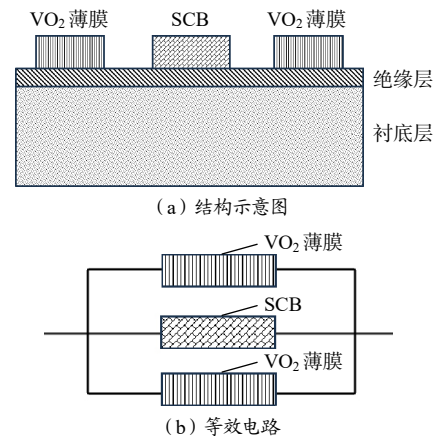 VO₂ 薄膜 SCB VO₂ 薄膜
绝缘层
衬底层
（a）结构示意图
VO₂ 薄膜
SCB
VO₂ 薄膜
（b）等效电路